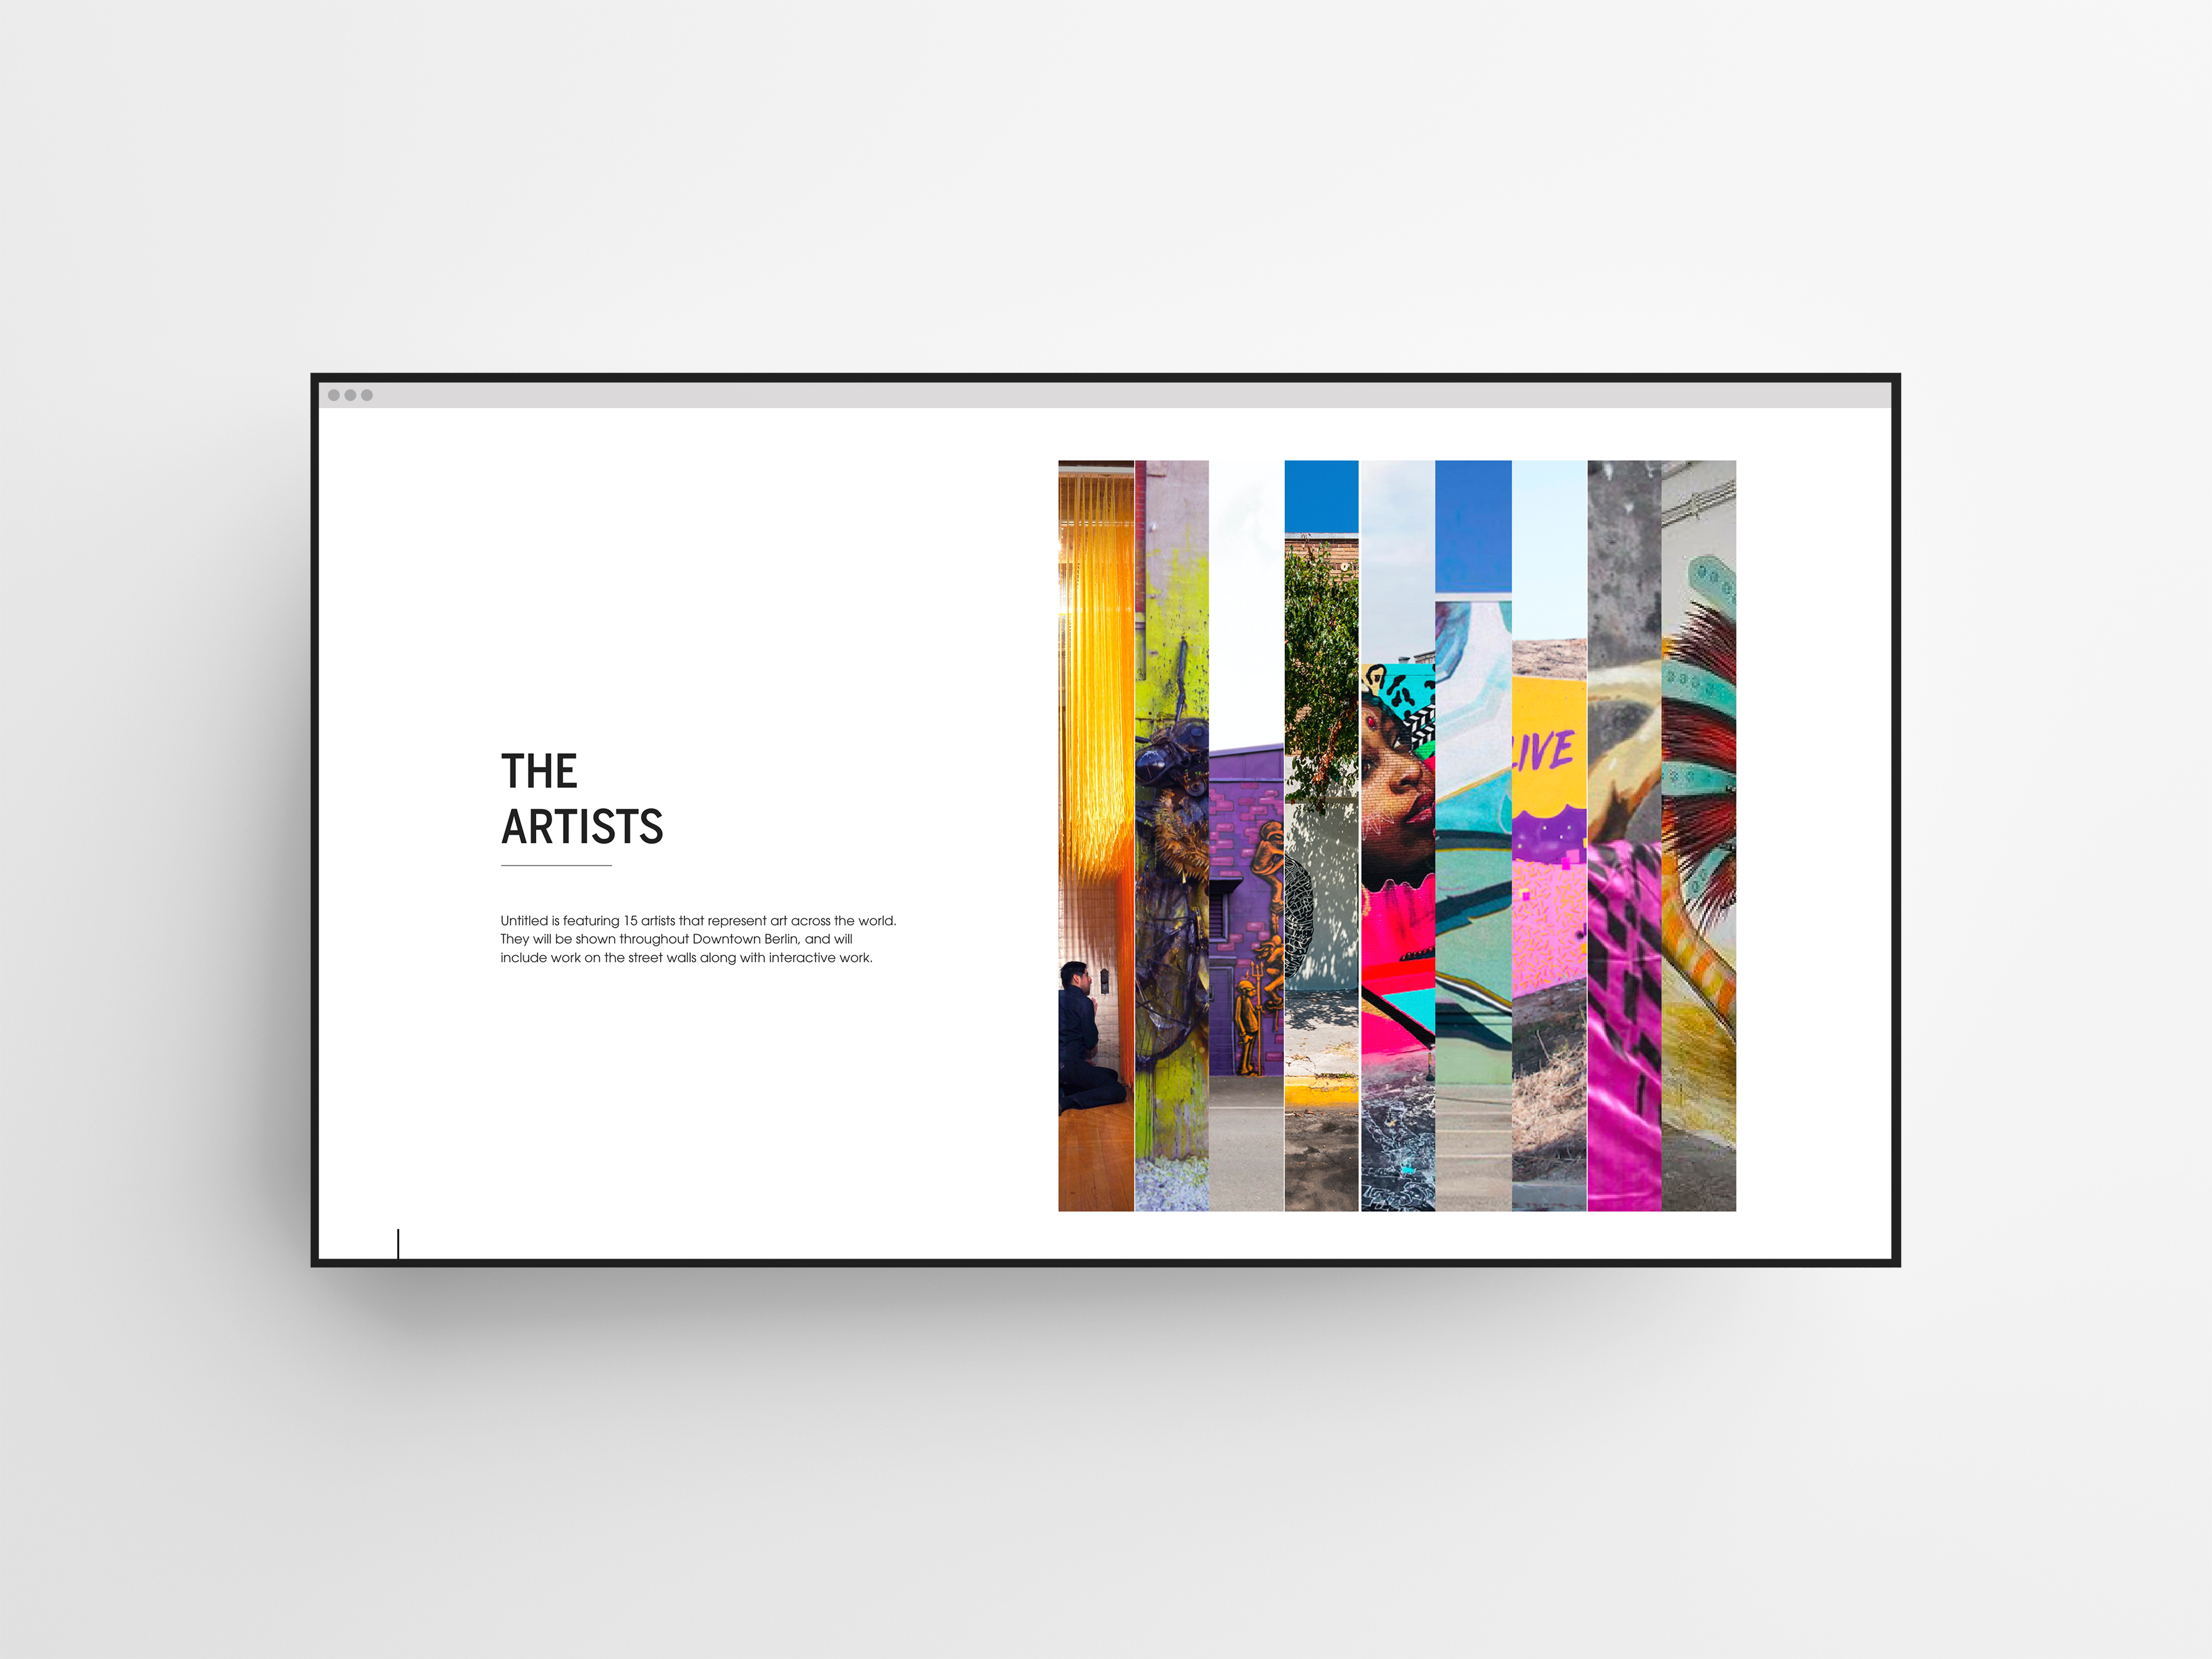 THE
ARTISTS
Untitled is featuring 15 artists that represent art across the world.
They will be shown throughout Downtown Berlin, and will
include work on the street walls along with interactive work.
LIVE